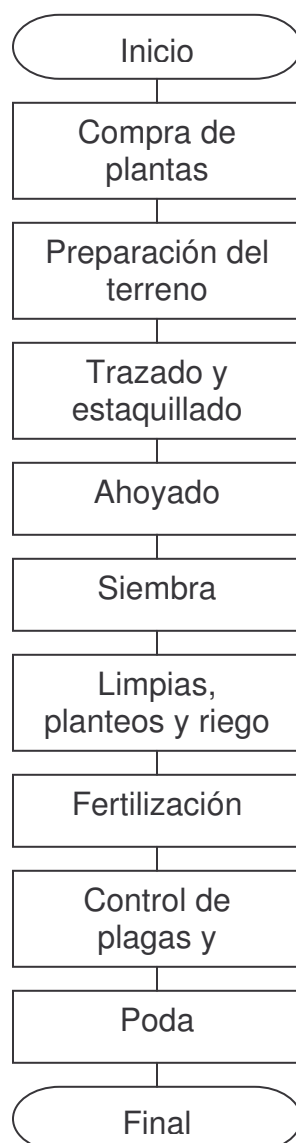 Inicio
Compra de
plantas
Preparación del
terreno
Trazado y
estaquillado
Ahoyado
Siembra
Limpias,
planteos y riego
Fertilización
Control de
plagas y
Poda
Final